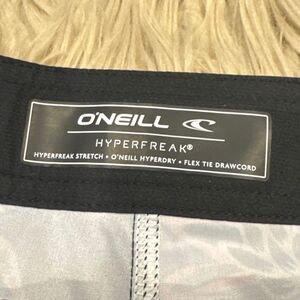 O'NEILL
HYPERFREAK®
HYPERFREAK STRETCH • O'NEILL HYPERDRY • FLEX TIE DRAWCORD